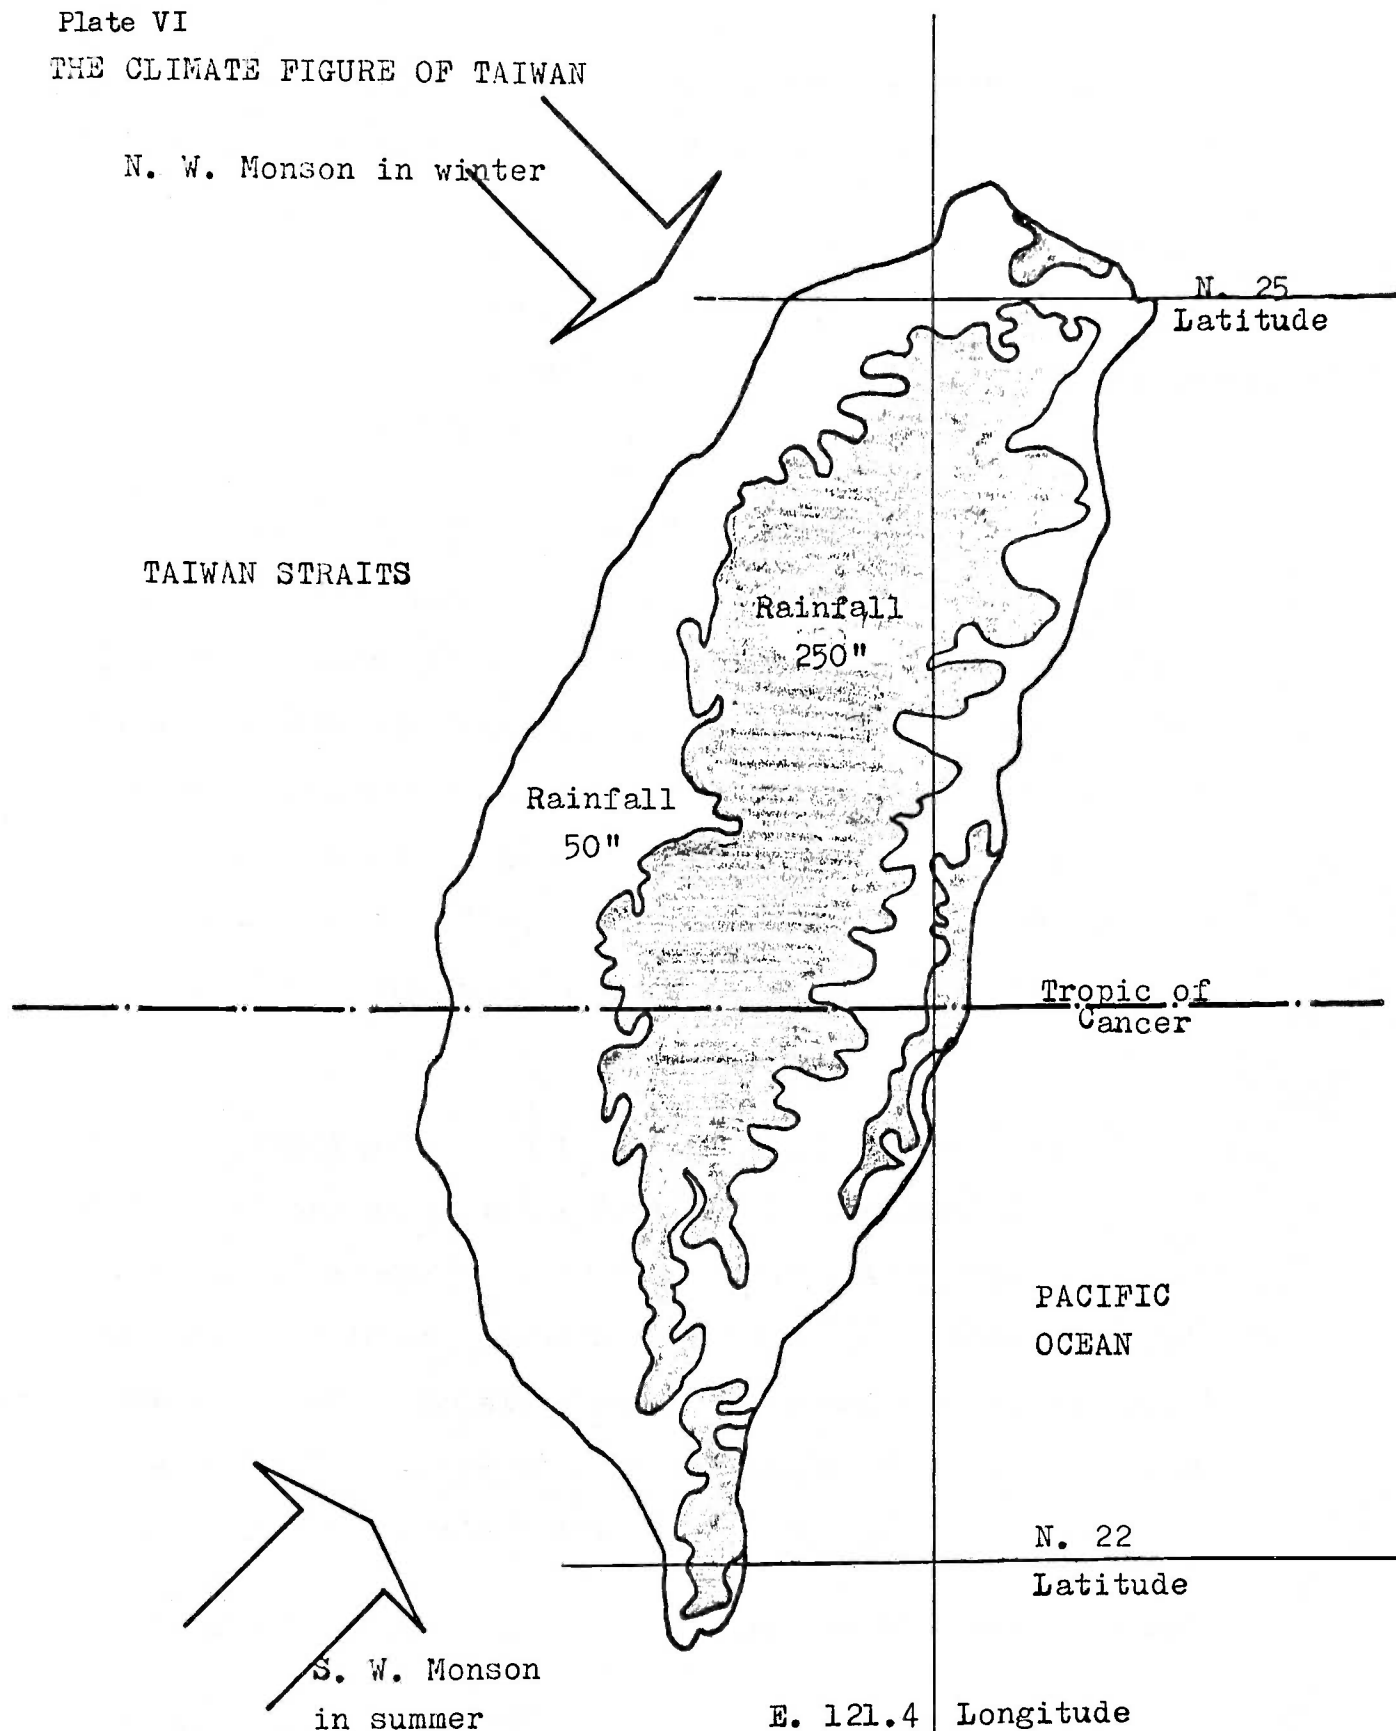 Plate VI
THE CLIMATE FIGURE OF TAIWAN
N. W. Monson in winter
N. 25
Latitude
TAIWAN STRAITS
Rainfall
250"
Rainfall
50"
Tropic of
Cancer
PACIFIC
OCEAN
N. 22
Latitude
S. W. Monson
in summer
E. 121.4 Longitude